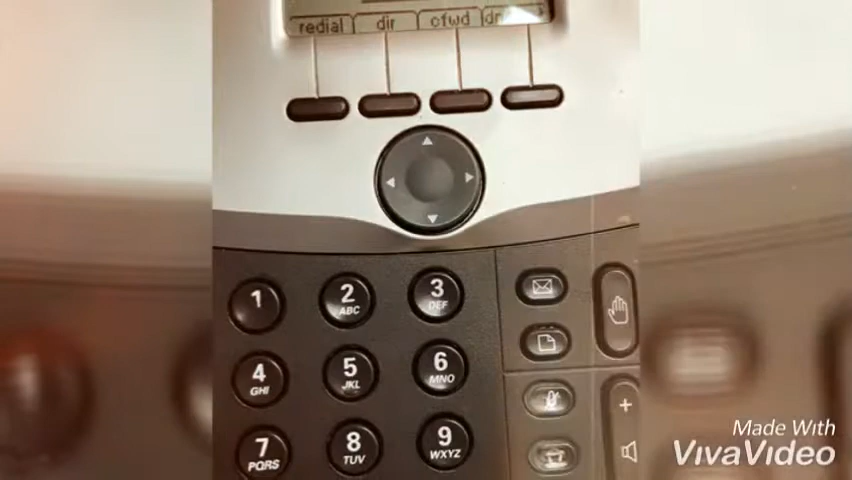 redial dir cfwd
1 2 3
ABC DEF
4 5 6
GHI JKL MNO
7 8 9
PQRS TUV WXYZ
+
Made With
VivaVideo